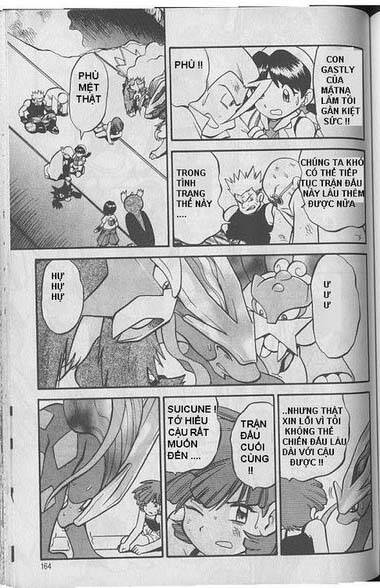 CON
GASTLY
CỦA
MẶTNẠ
LÀM TÔI
GẦN KIỆT
SỨC !!
PHÙ !!
CHÚNG TA KHÓ
CÓ THỂ TIẾP
TỤC TRẬN ĐẤU
NÀY LÂU THÊM
ĐƯỢC NỮA
TRONG
TÌNH
TRANG
THẾ NÀY
....
PHÙ
MỆT
THẬT
Ư
Ư
Ư
HỰ
HỰ
HỰ
..NHƯNG THẬT
XIN LỖI VÌ TÔI
KHÔNG THỂ
CHIẾN ĐẤU LÂU
DÀI VỚI CẬU
ĐƯỢC !!
TRẬN
ĐẤU
CUỐI
CÙNG !!
SUICUNE !
TỚ HIỂU
CẬU RẤT
MUỐN
ĐẾN ....
164